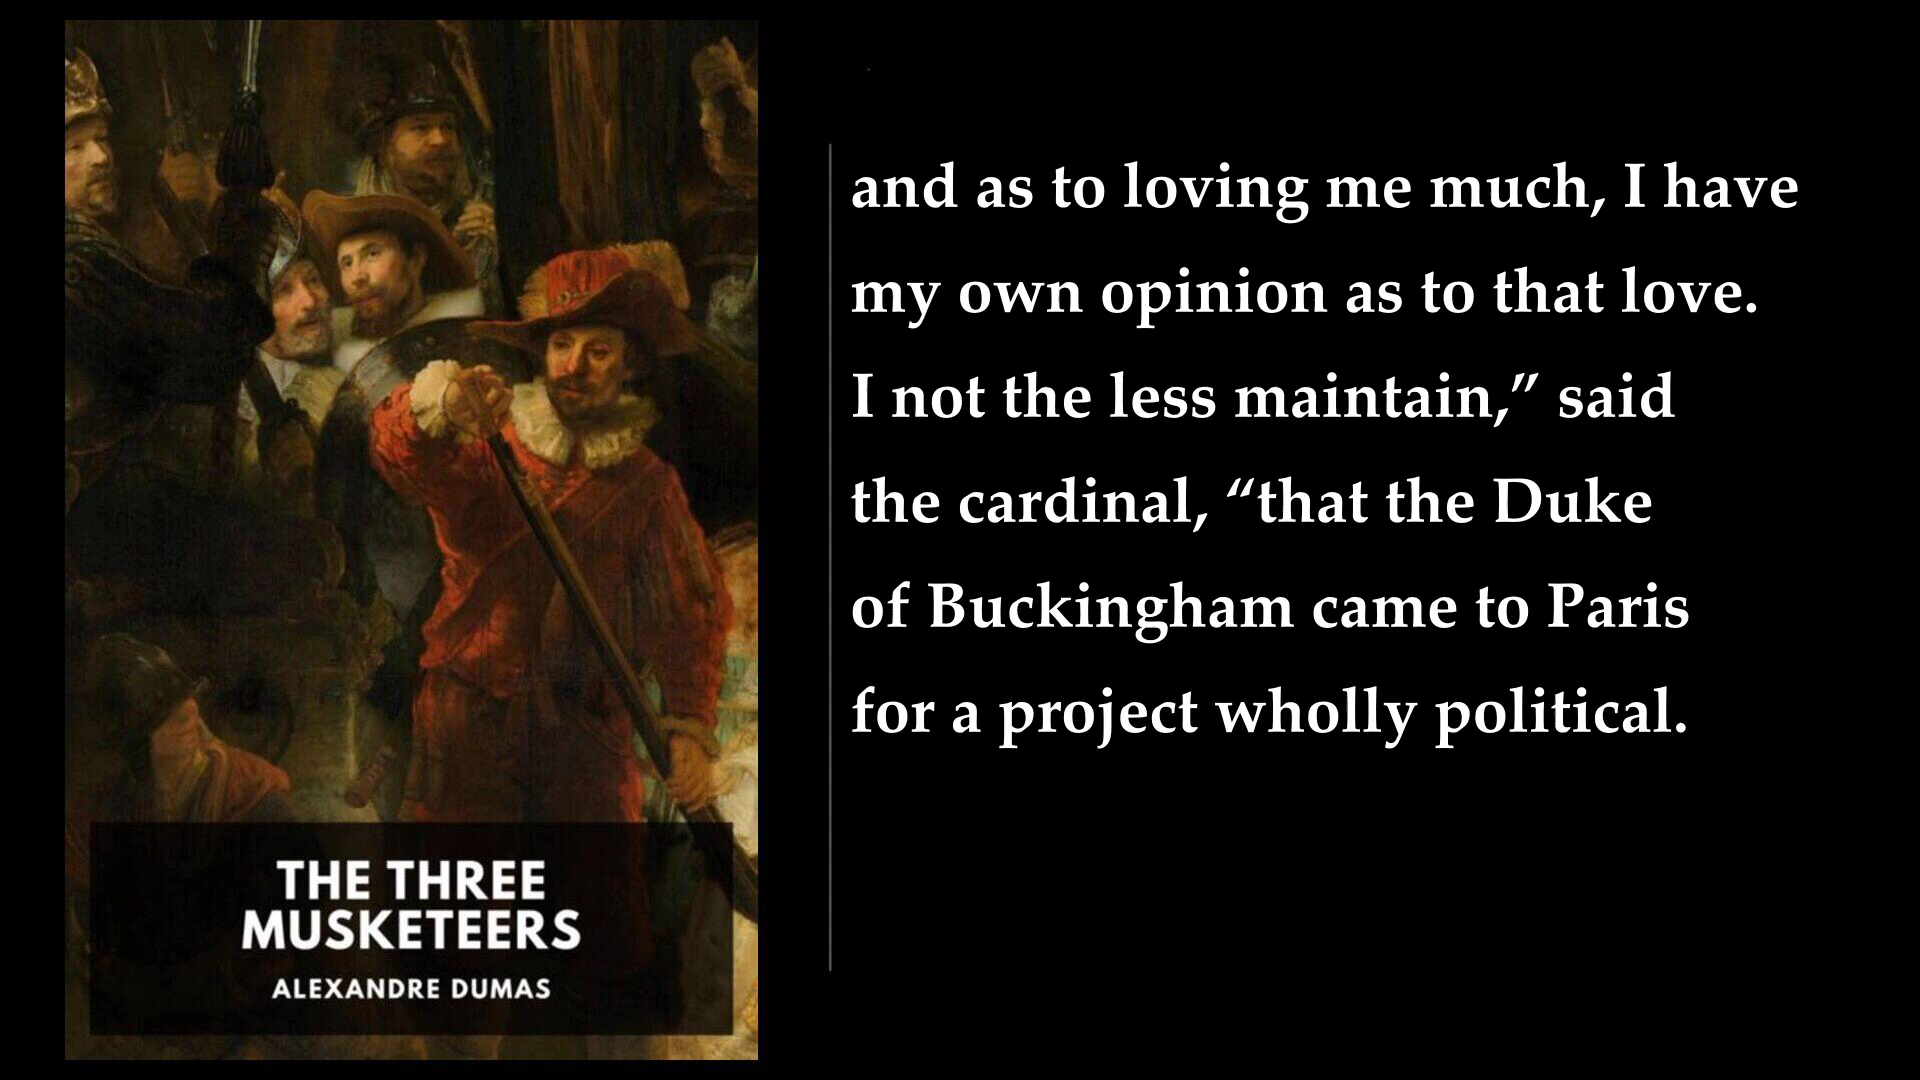 and as to loving me much, I have
my own opinion as to that love.
I not the less maintain,” said
the cardinal, “that the Duke
of Buckingham came to Paris
for a project wholly political.
THE THREE
MUSKETEERS
ALEXANDRE DUMAS